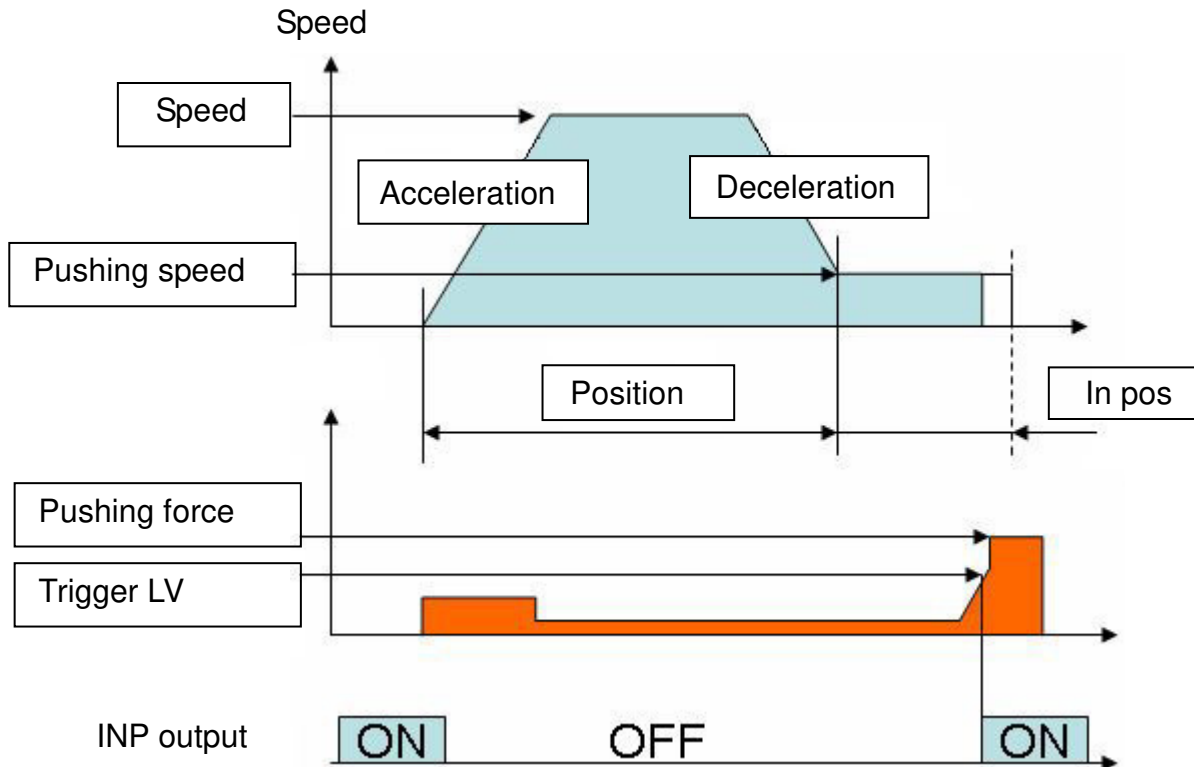 Speed
Speed
Acceleration
Deceleration
Pushing speed
Position
In pos
Pushing force
Trigger LV
INP output
ON
OFF
ON